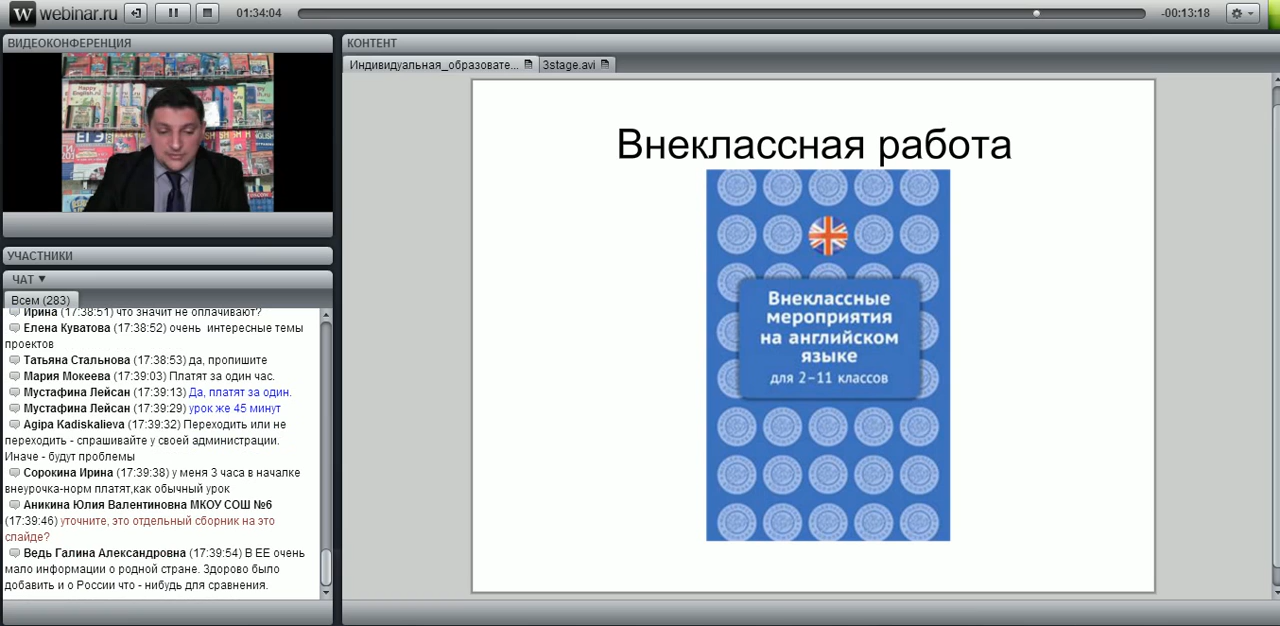 webinar.ru
01:34:04
-00:13:18
ВИДЕОКОНФЕРЕНЦИЯ
Happy
English.ru
ЕГЭ
УЧАСТНИКИ
ЧАТ
Всем (283)
Ирина (17:38:51) что значит не оплачивают?
Елена Куватова (17:38:52) очень интересные темы
проектов
Татьяна Стальнова (17:38:53) да, пропишите
Мария Мокеева (17:39:03) Платят за один час.
Мустафина Лейсан (17:39:13) Да, платят за один.
Мустафина Лейсан (17:39:29) урок же 45 минут
Agipa Kadiskalieva (17:39:32) Переходить или не
переходить - спрашивайте у своей администрации.
Иначе - будут проблемы
Сорокина Ирина (17:39:38) у меня 3 часа в началке
внеурочка-норм платят,как обычный урок
Аникина Юлия Валентиновна МКОУ СОШ №6
(17:39:46) уточните, это отдельный сборник на это
слайде?
Ведь Галина Александровна (17:39:54) В ЕЕ очень
мало информации о родной стране. Здорово было
добавить и о России что - нибудь для сравнения.
КОНТЕНТ
Индивидуальная_образовате... 3stage.avi
Внеклассная работа
Внеклассные
мероприятия
на английском
языке
для 2–11 классов